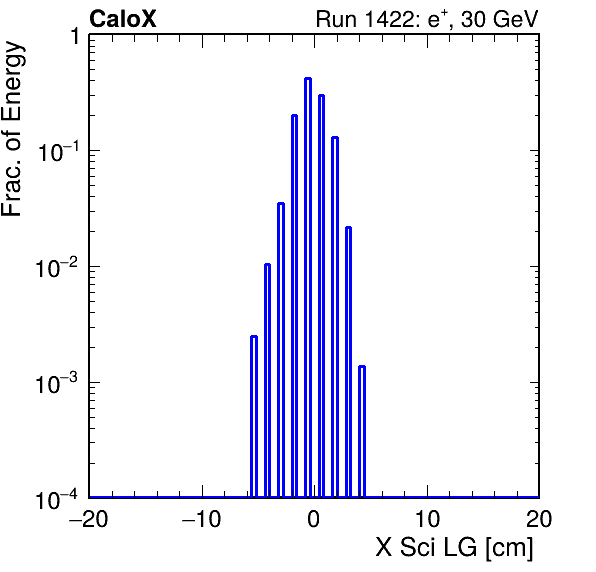 CaloX Run 1422: e⁺, 30 GeV
Frac. of Energy
1
10⁻¹
10⁻²
10⁻³
10⁻⁴
−20 −10 0 10 20
X Sci LG [cm]